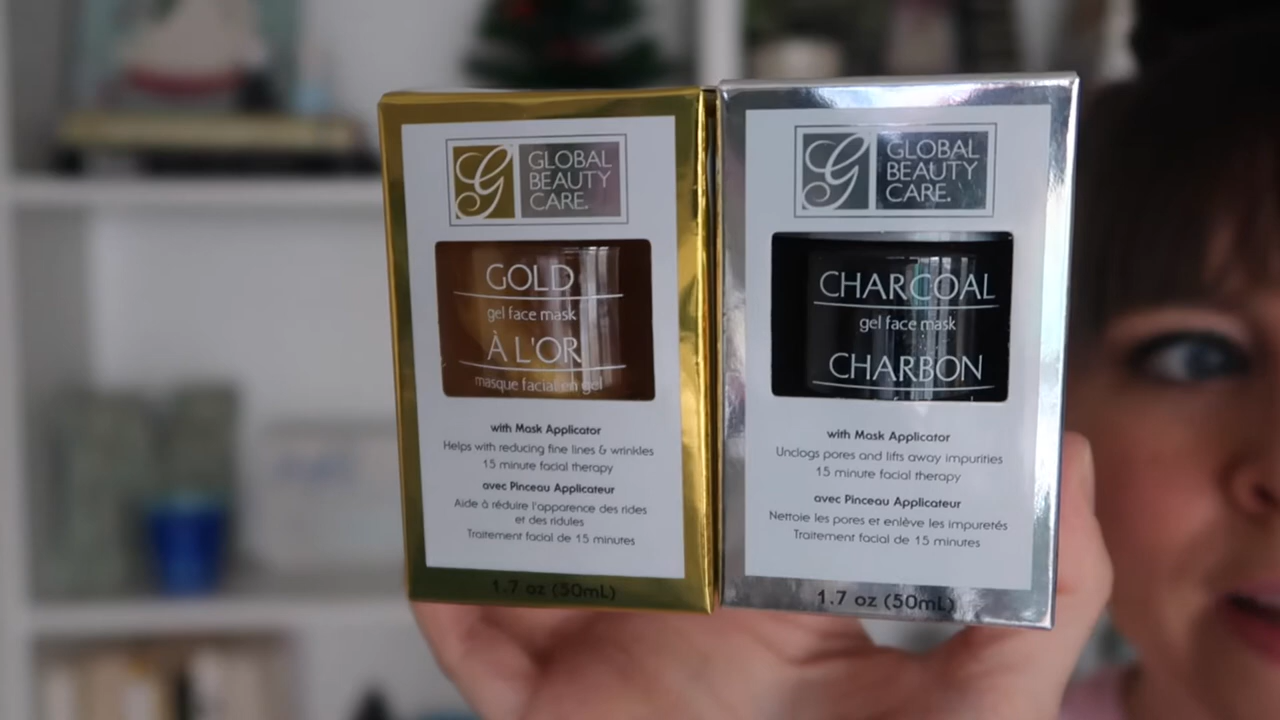 G GLOBAL
BEAUTY
CARE.
GOLD
gel face mask
À L'OR
masque facial en gel
with Mask Applicator
Helps with reducing fine lines & wrinkles
15 minute facial therapy
avec Pinceau Applicateur
Aide à réduire l'apparence des rides
et des ridules
Traitement facial de 15 minutes
1.7 oz (50mL)
G GLOBAL
BEAUTY
CARE.
CHARCOAL
gel face mask
CHARBON
with Mask Applicator
Unclogs pores and lifts away impurities
15 minute facial therapy
avec Pinceau Applicateur
Nettoie les pores et enlève les impuretés
Traitement facial de 15 minutes
1.7 oz (50mL)